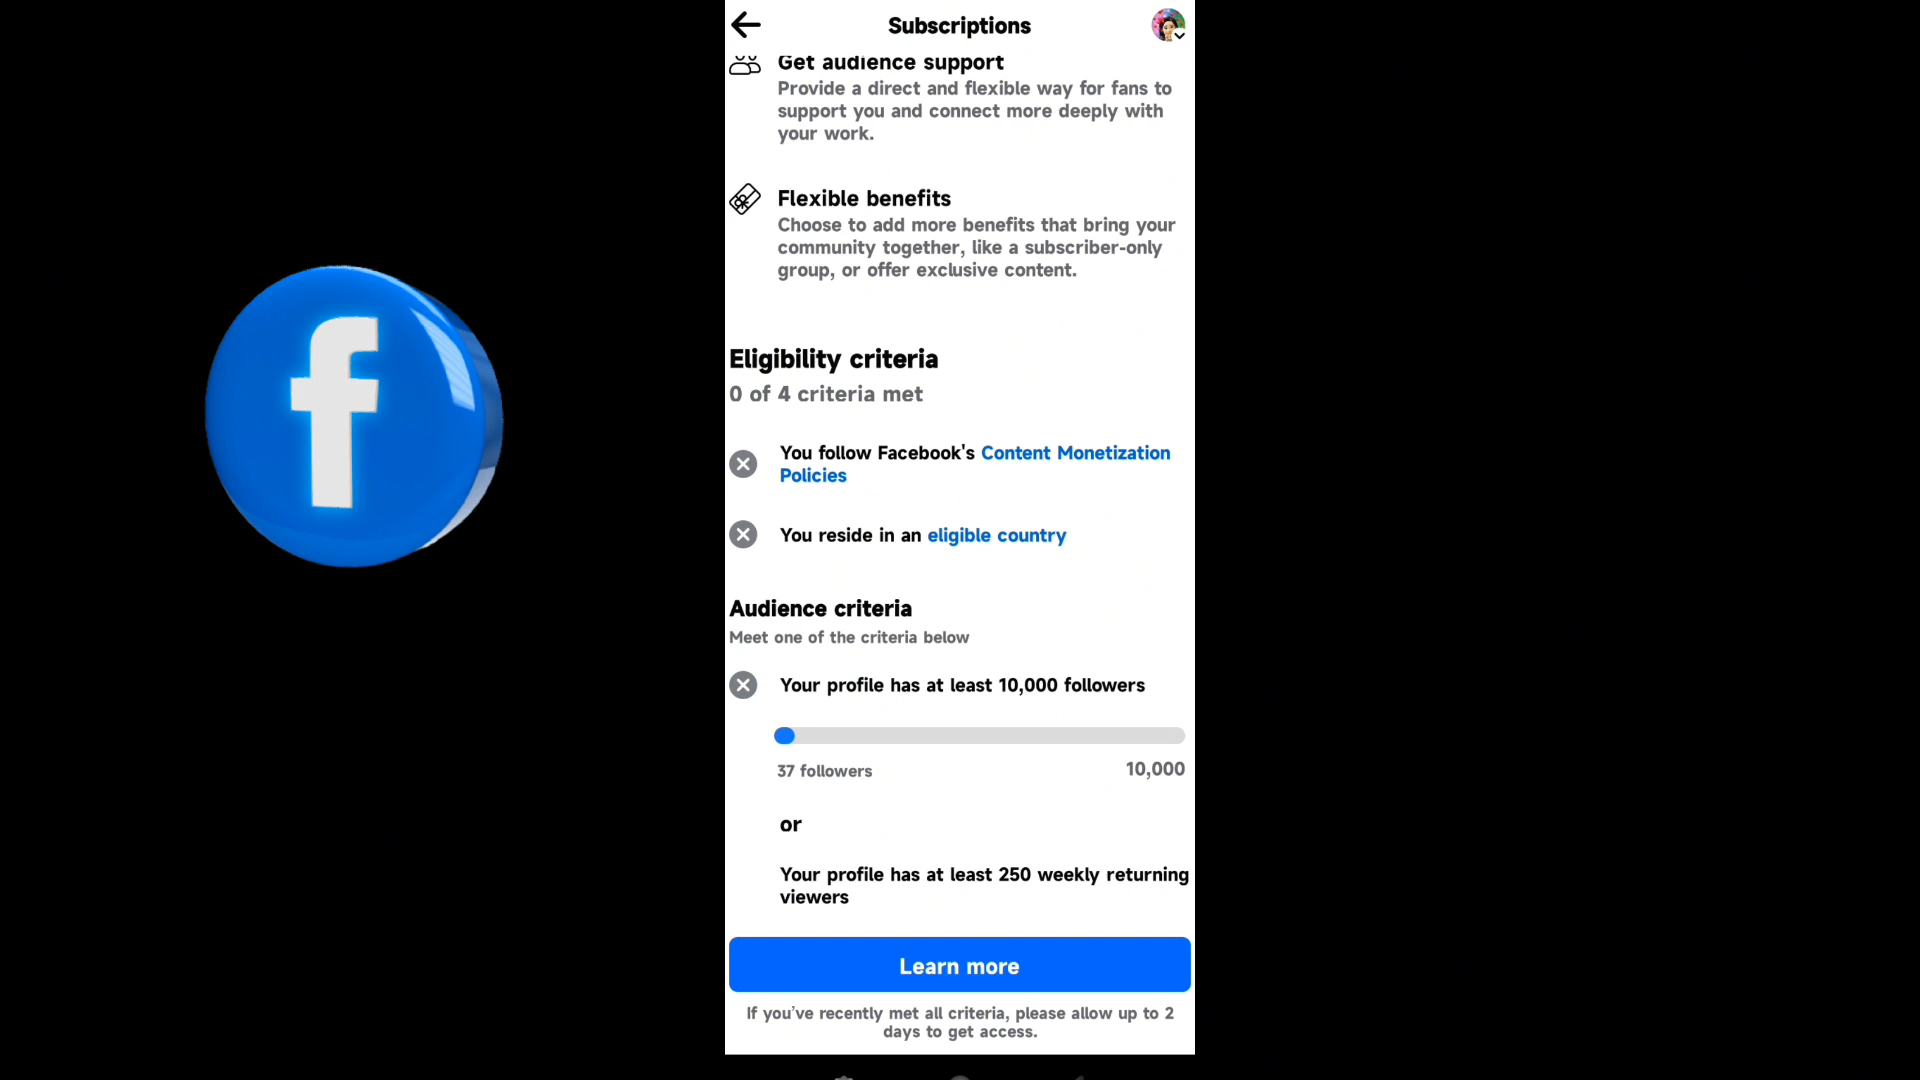 Subscriptions
Get audience support
Provide a direct and flexible way for fans to
support you and connect more deeply with
your work.
Flexible benefits
Choose to add more benefits that bring your
community together, like a subscriber-only
group, or offer exclusive content.
Eligibility criteria
0 of 4 criteria met
You follow Facebook's Content Monetization
Policies
You reside in an eligible country
Audience criteria
Meet one of the criteria below
Your profile has at least 10,000 followers
37 followers
10,000
or
Your profile has at least 250 weekly returning
viewers
Learn more
If you’ve recently met all criteria, please allow up to 2
days to get access.
f